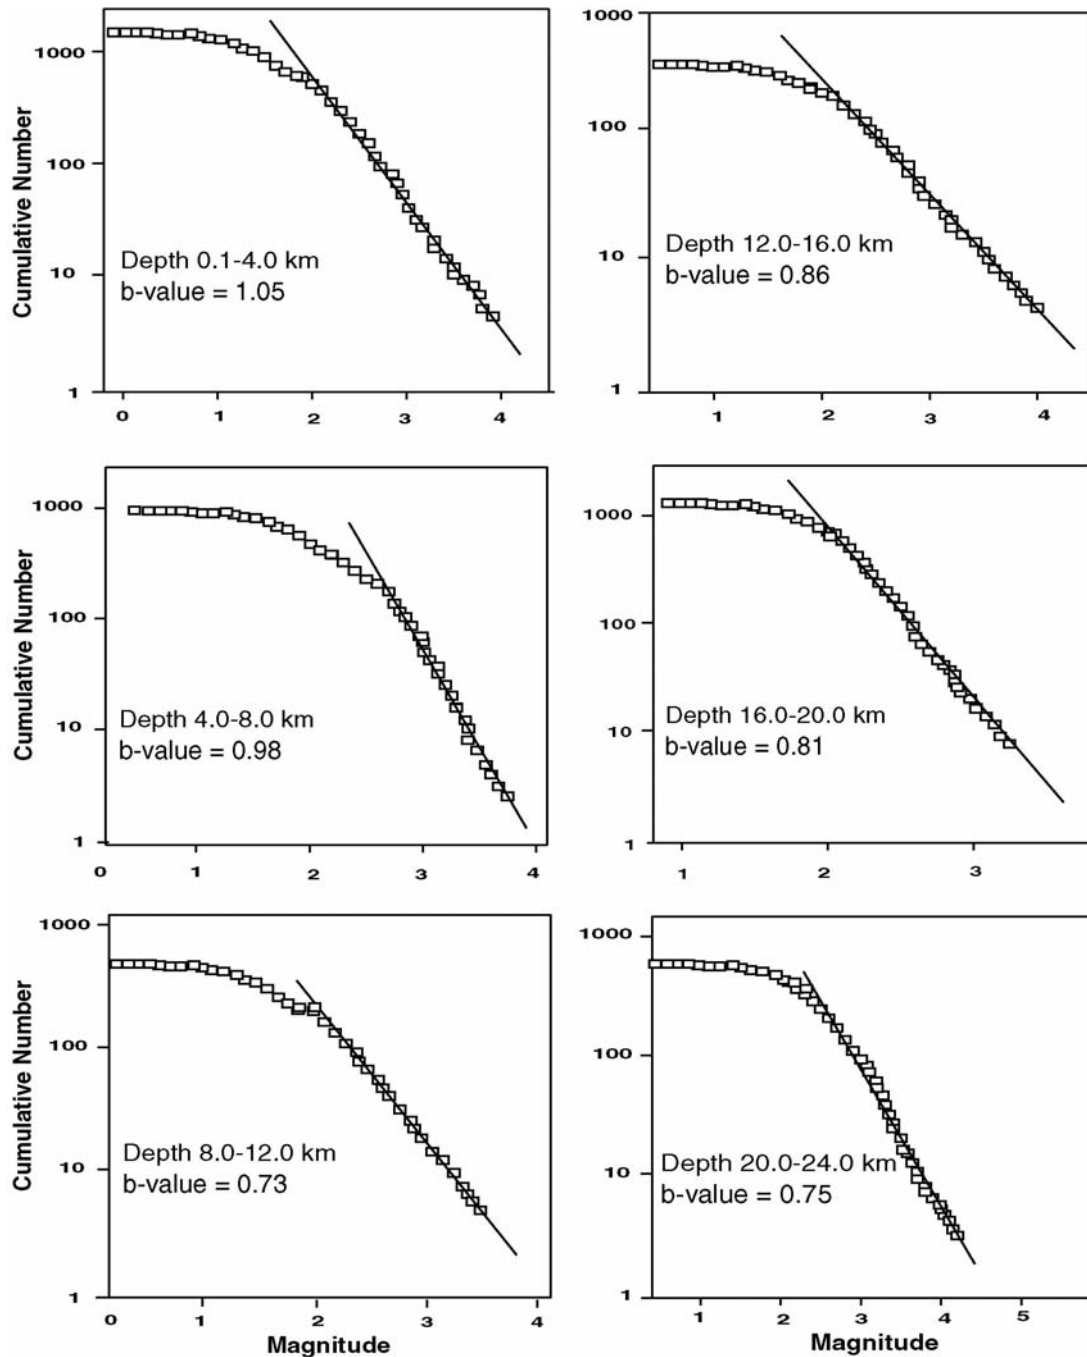 1000
100
10
1
Cumulative Number
Depth 0.1-4.0 km
b-value = 1.05
0 1 2 3 4
1000
100
10
1
Depth 12.0-16.0 km
b-value = 0.86
1 2 3 4
1000
100
10
1
Cumulative Number
Depth 4.0-8.0 km
b-value = 0.98
0 1 2 3 4
1000
100
10
1
Depth 16.0-20.0 km
b-value = 0.81
1 2 3
1000
100
10
1
Cumulative Number
Depth 8.0-12.0 km
b-value = 0.73
0 1 2 3 4
Magnitude
1000
100
10
1
Depth 20.0-24.0 km
b-value = 0.75
1 2 3 4 5
Magnitude